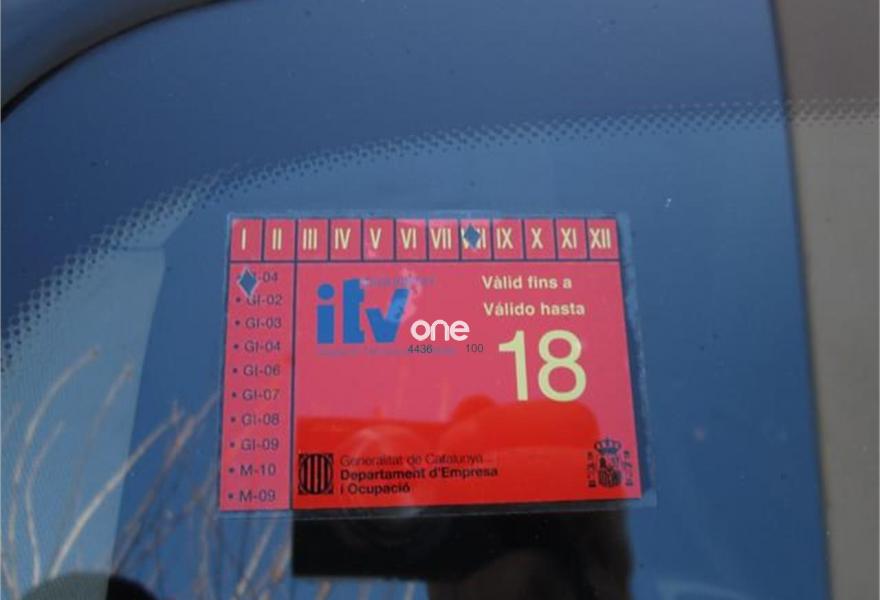 I II III IV V VI VII VIII IX X XI XII
GI-02
• GI-03
• GI-04
• GI-06
• GI-07
• GI-08
• GI-09
• M-10
• M-09
itv
one
4436 100
Vàlid fins a
Válido hasta
18
Generalitat de Catalunya
Departament d'Empresa
i Ocupació